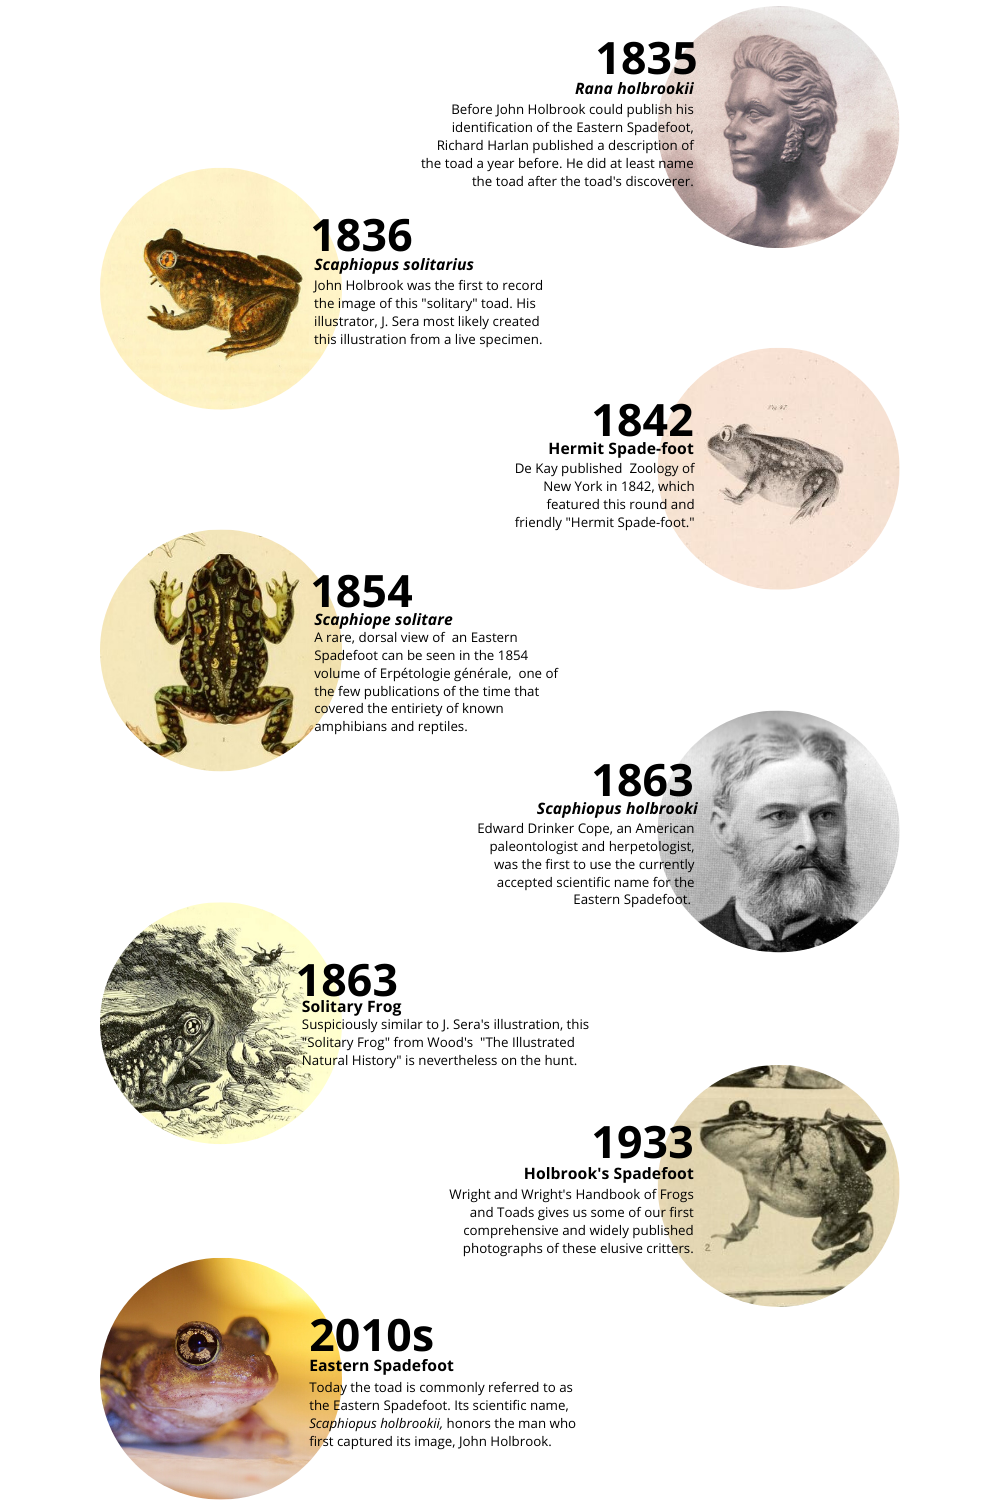 1835
Rana holbrookii
Before John Holbrook could publish his
identification of the Eastern Spadefoot,
Richard Harlan published a description of
the toad a year before. He did at least name
the toad after the toad's discoverer.
1836
Scaphiopus solitarius
John Holbrook was the first to record
the image of this "solitary" toad. His
illustrator, J. Sera most likely created
this illustration from a live specimen.
1842
Hermit Spade-foot
De Kay published  Zoology of
New York in 1842, which
featured this round and
friendly "Hermit Spade-foot."
1854
Scaphiope solitare
A rare, dorsal view of  an Eastern
Spadefoot can be seen in the 1854
volume of Erpétologie générale,  one of
the few publications of the time that
covered the entiriety of known
amphibians and reptiles.
1863
Scaphiopus holbrooki
Edward Drinker Cope, an American
paleontologist and herpetologist,
was the first to use the currently
accepted scientific name for the
Eastern Spadefoot.
1863
Solitary Frog
Suspiciously similar to J. Sera's illustration, this
"Solitary Frog" from Wood's  "The Illustrated
Natural History" is nevertheless on the hunt.
1933
Holbrook's Spadefoot
Wright and Wright's Handbook of Frogs
and Toads gives us some of our first
comprehensive and widely published
photographs of these elusive critters.
2
2010s
Eastern Spadefoot
Today the toad is commonly referred to as
the Eastern Spadefoot. Its scientific name,
Scaphiopus holbrookii, honors the man who
first captured its image, John Holbrook.